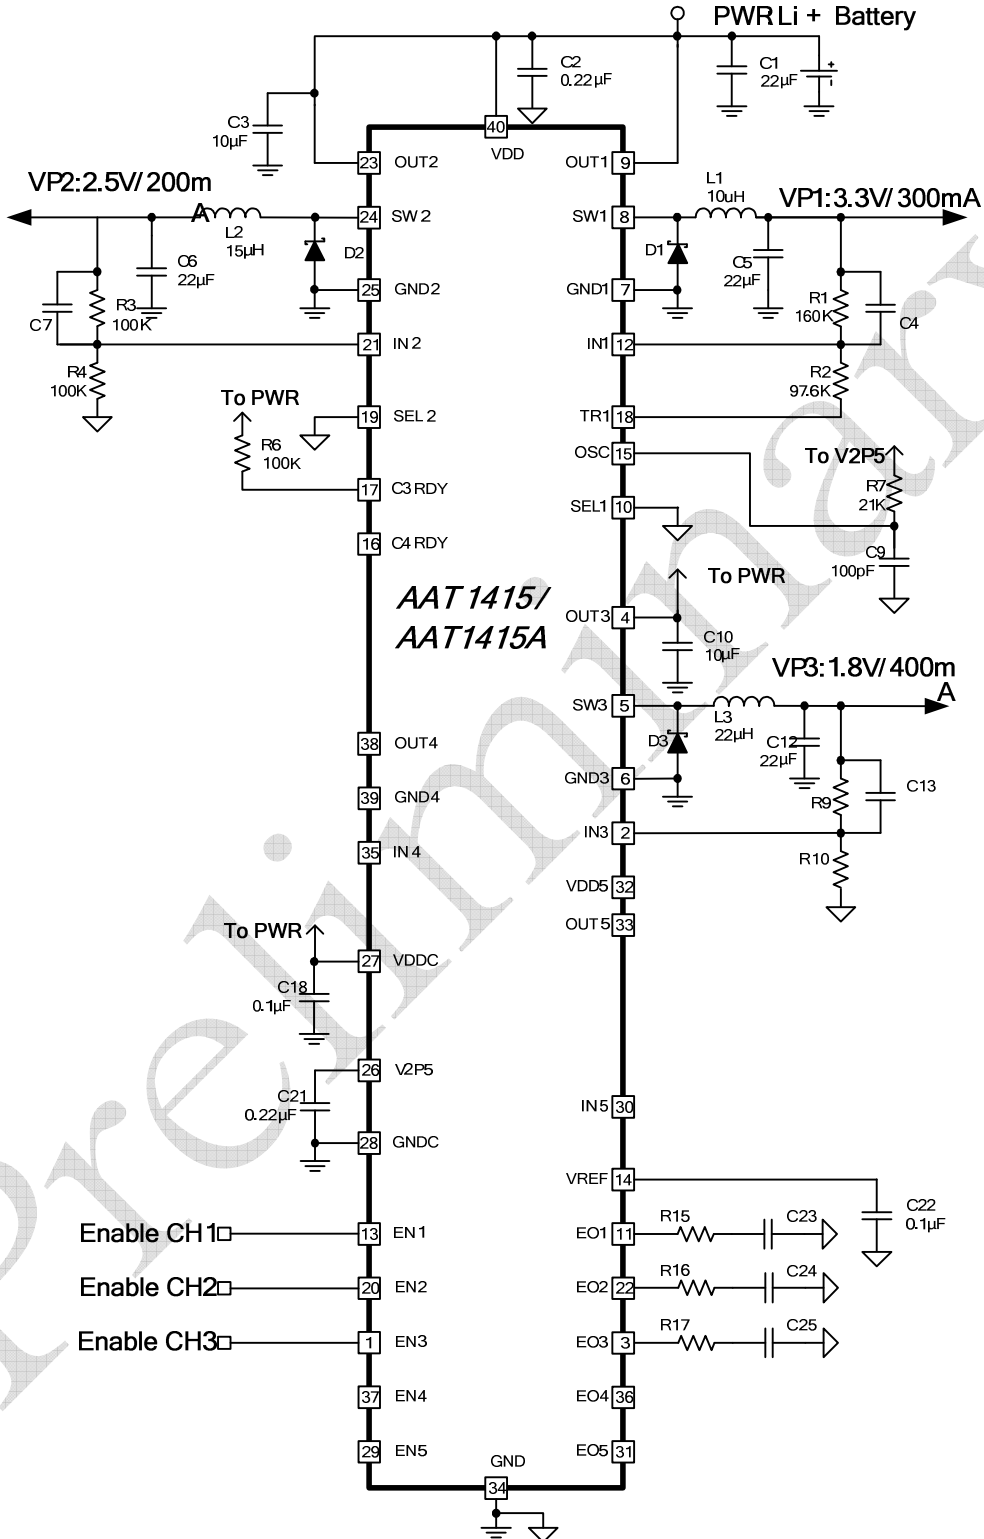 PWR Li + Battery
C2
0.22µF
C1
22µF
+
-
C3
10µF
40
VDD
23 OUT2
OUT1 9
VP2:2.5V/200m
A
L2
15µH
24 SW2
D2
C6
22µF
25 GND2
R3
100K
C7
21 IN2
R4
100K
L1
10uH
VP1:3.3V/300mA
SW1 8
D1
C5
22µF
GND1 7
R1
160K
C4
IN1 12
R2
97.6K
To PWR
R6
100K
19 SEL2
TR1 18
OSC 15
To V2P5
R7
21K
17 C3RDY
SEL1 10
C9
100pF
16 C4RDY
To PWR
AAT1415/
AAT1415A
OUT3 4
C10
10µF
VP3:1.8V/400m
A
SW3 5
L3
22µH
D3
C12
22µF
38 OUT4
GND3 6
39 GND4
R9
C13
IN3 2
35 IN4
R10
VDD5 32
OUT5 33
To PWR
27 VDDC
C18
0.1µF
26 V2P5
C21
0.22µF
IN5 30
28 GNDC
VREF 14
C22
0.1µF
Enable CH1 13 EN1
EO1 11 R15 C23
Enable CH2 20 EN2
EO2 22 R16 C24
Enable CH3 1 EN3
EO3 3 R17 C25
37 EN4
EO4 36
29 EN5
EO5 31
GND
34
Preliminary